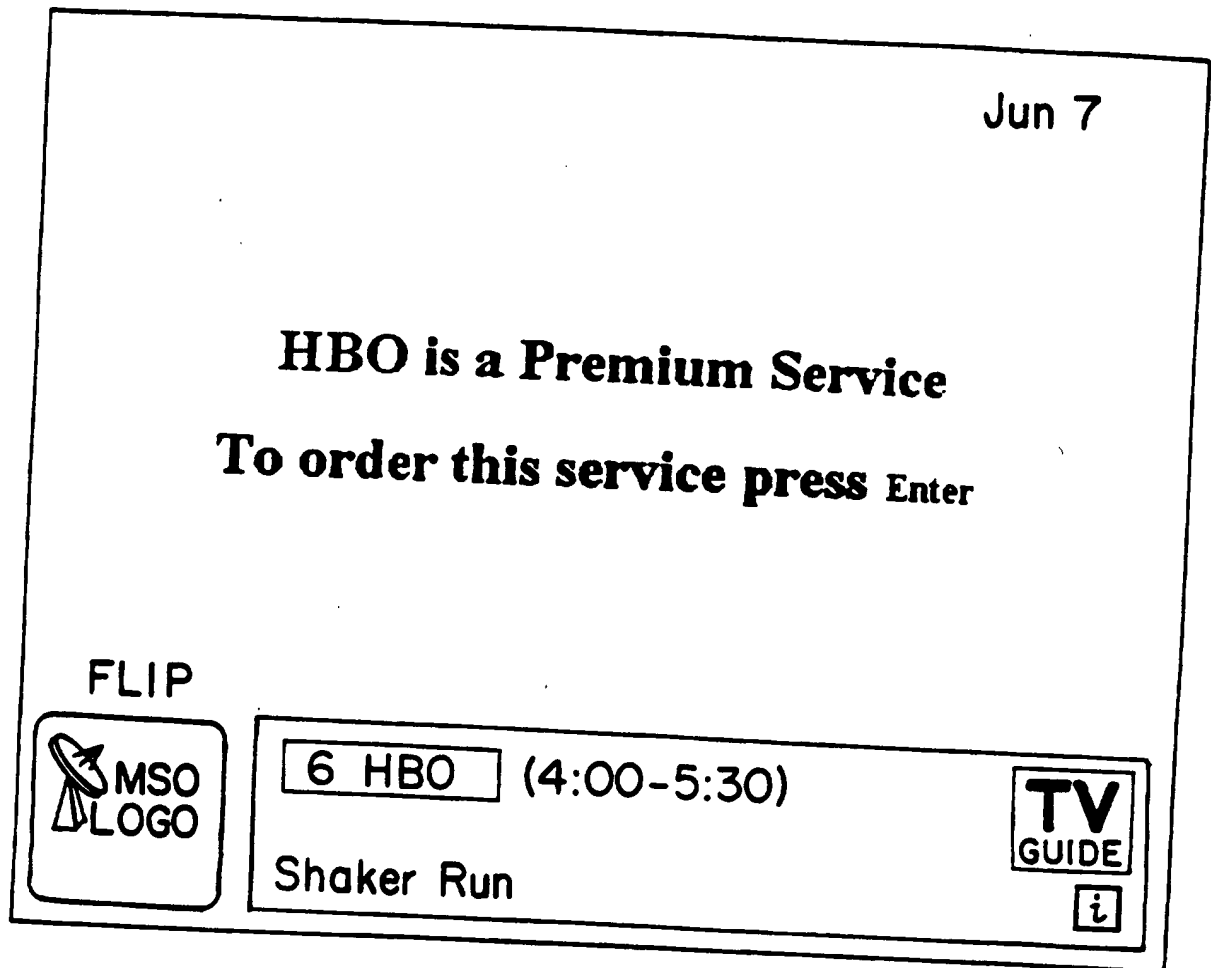 Jun 7
HBO is a Premium Service
To order this service press Enter
FLIP
MSO
LOGO
6 HBO (4:00-5:30)
Shaker Run
TV
GUIDE
i